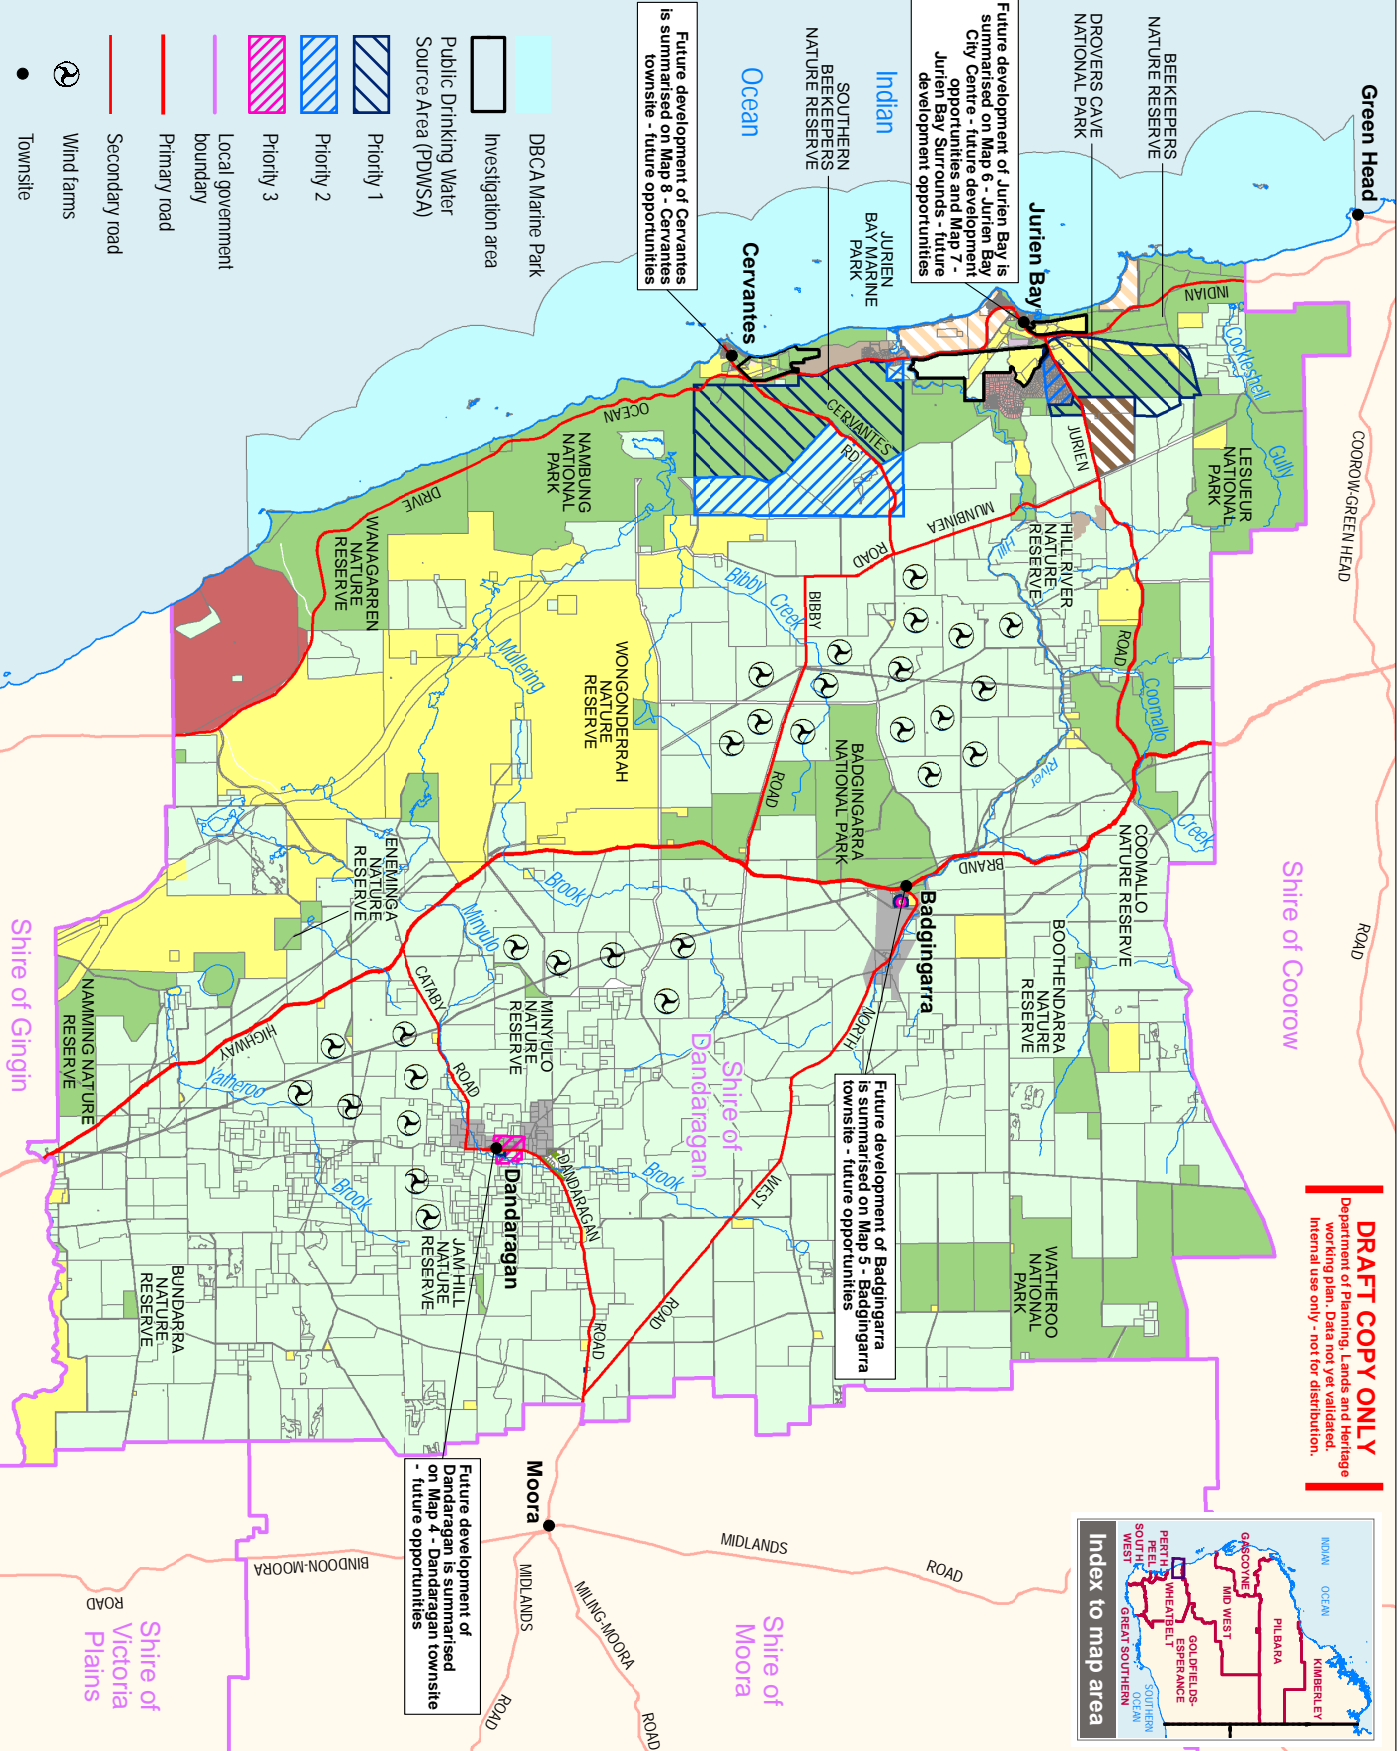 DRAFT COPY ONLY
Department of Planning, Lands and Heritage
working plan. Data not yet validated.
Internal use only - not for distribution.
Green Head
COOROW-GREEN HEAD
ROAD
Shire of Coorow
BEEKEEPERS
NATURE RESERVE
DROVERS CAVE
NATIONAL PARK
Future development of Jurien Bay is
summarised on Map 6 - Jurien Bay
City Centre - future development
opportunities and Map 7 -
Jurien Bay Surrounds - future
development opportunities
Jurien Bay
INDIAN
Cockleshell
Gully
LESUEUR
NATIONAL
PARK
JURIEN
ROAD
Coomallo
Creek
COOMALLO
NATURE RESERVE
HILL RIVER
NATURE
RESERVE
Hill
River
MUNBINEA
ROAD
BRAND
BOOTHENDARRA
NATURE
RESERVE
WATHEROO
NATIONAL
PARK
Indian
Ocean
SOUTHERN
BEEKEEPERS
NATURE RESERVE
JURIEN
BAY MARINE
PARK
Future development of Cervantes
is summarised on Map 8 - Cervantes
townsite - future opportunities
Cervantes
CERVANTES
RD
BIBBY
ROAD
Bibby
Creek
BADGINGARRA
NATIONAL PARK
Badgingarra
NORTH
WEST
ROAD
Future development of Badgingarra
is summarised on Map 5 - Badgingarra
townsite - future opportunities
Shire of
Dandaragan
OCEAN
DRIVE
NAMBUNG
NATIONAL
PARK
WANAGARREN
NATURE
RESERVE
WONGONDERRAH
NATURE
RESERVE
Mullering
Brook
Minyulo
Brook
MINYULO
NATURE
RESERVE
ENEMINGA
NATURE
RESERVE
CATABY
ROAD
DANDARAGAN
ROAD
Dandaragan
JAM HILL
NATURE
RESERVE
Future development of
Dandaragan is summarised
on Map 4 - Dandaragan townsite
- future opportunities
HIGHWAY
Yatheroo
Brook
NAMMING NATURE
RESERVE
BUNDARRA
NATURE
RESERVE
Shire of Gingin
Moora
MIDLANDS
ROAD
MIDLANDS
ROAD
MILING-MOORA
ROAD
BINDOON-MOORA
ROAD
Shire of
Moora
Shire of
Victoria
Plains
DBCA Marine Park
Investigation area
Public Drinking Water
Source Area (PDWSA)
Priority 1
Priority 2
Priority 3
Local government
boundary
Primary road
Secondary road
Wind farms
Townsite
INDIAN OCEAN
KIMBERLEY
PILBARA
GASCOYNE
MID WEST
GOLDFIELDS-
ESPERANCE
WHEATBELT
PERTH
PEEL
SOUTH
WEST
GREAT SOUTHERN
SOUTHERN
OCEAN
Index to map area